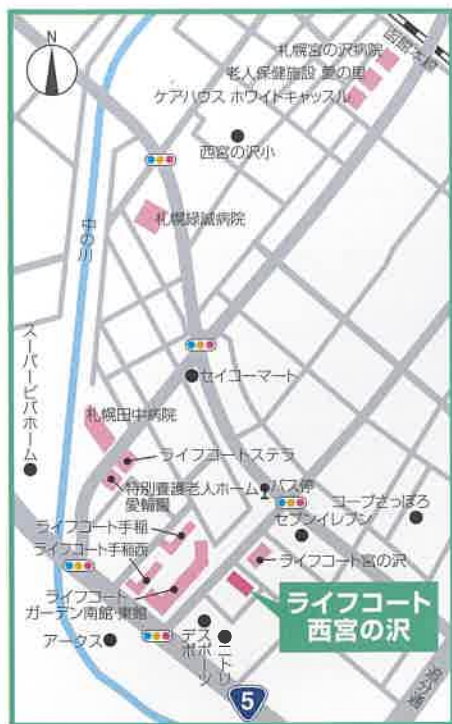 N
函館本線
札幌宮の沢病院
老人保健施設 愛の里
ケアハウス ホワイトキャッスル
西宮の沢小
札幌緑誠病院
中の川
スーパービバホーム
セイコーマート
札幌田中病院
ライフコートステラ
特別養護老人ホーム
愛輪園
バス停
セブンイレブン
コープさっぽろ
ライフコート手稲
ライフコート手稲西
ライフコート宮の沢
ライフコート
ガーデン南館・東館
ライフコート
西宮の沢
アークス
デスポーツ
ニトリ
5
追分通